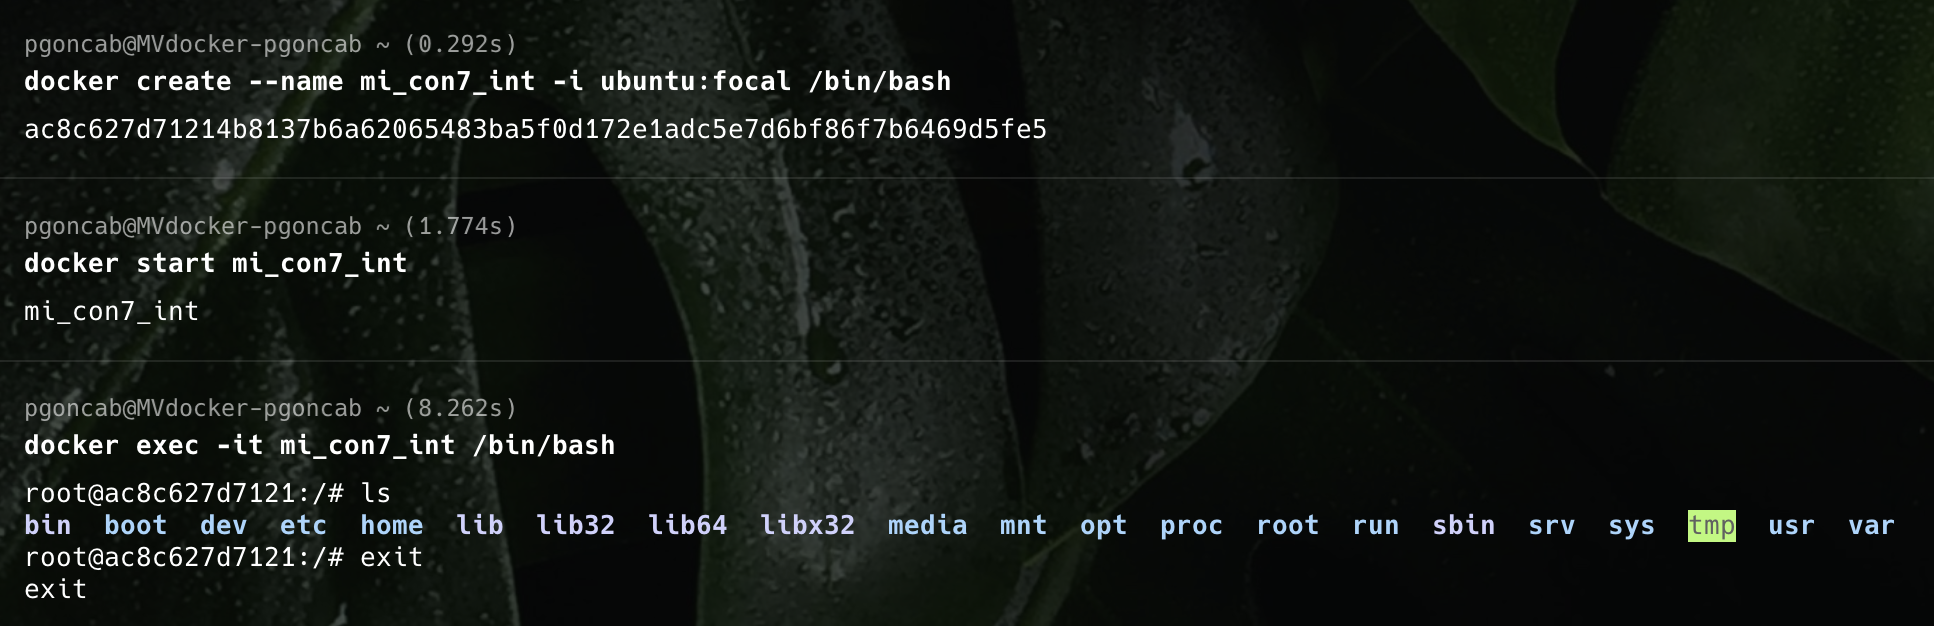 pgoncab@MVdocker-pgoncab ~ (0.292s)
docker create --name mi_con7_int -i ubuntu:focal /bin/bash
ac8c627d71214b8137b6a62065483ba5f0d172e1adc5e7d6bf86f7b6469d5fe5
pgoncab@MVdocker-pgoncab ~ (1.774s)
docker start mi_con7_int
mi_con7_int
pgoncab@MVdocker-pgoncab ~ (8.262s)
docker exec -it mi_con7_int /bin/bash
root@ac8c627d7121:/# ls
bin  boot  dev  etc  home  lib  lib32  lib64  libx32  media  mnt  opt  proc  root  run  sbin  srv  sys  tmp  usr  var
root@ac8c627d7121:/# exit
exit